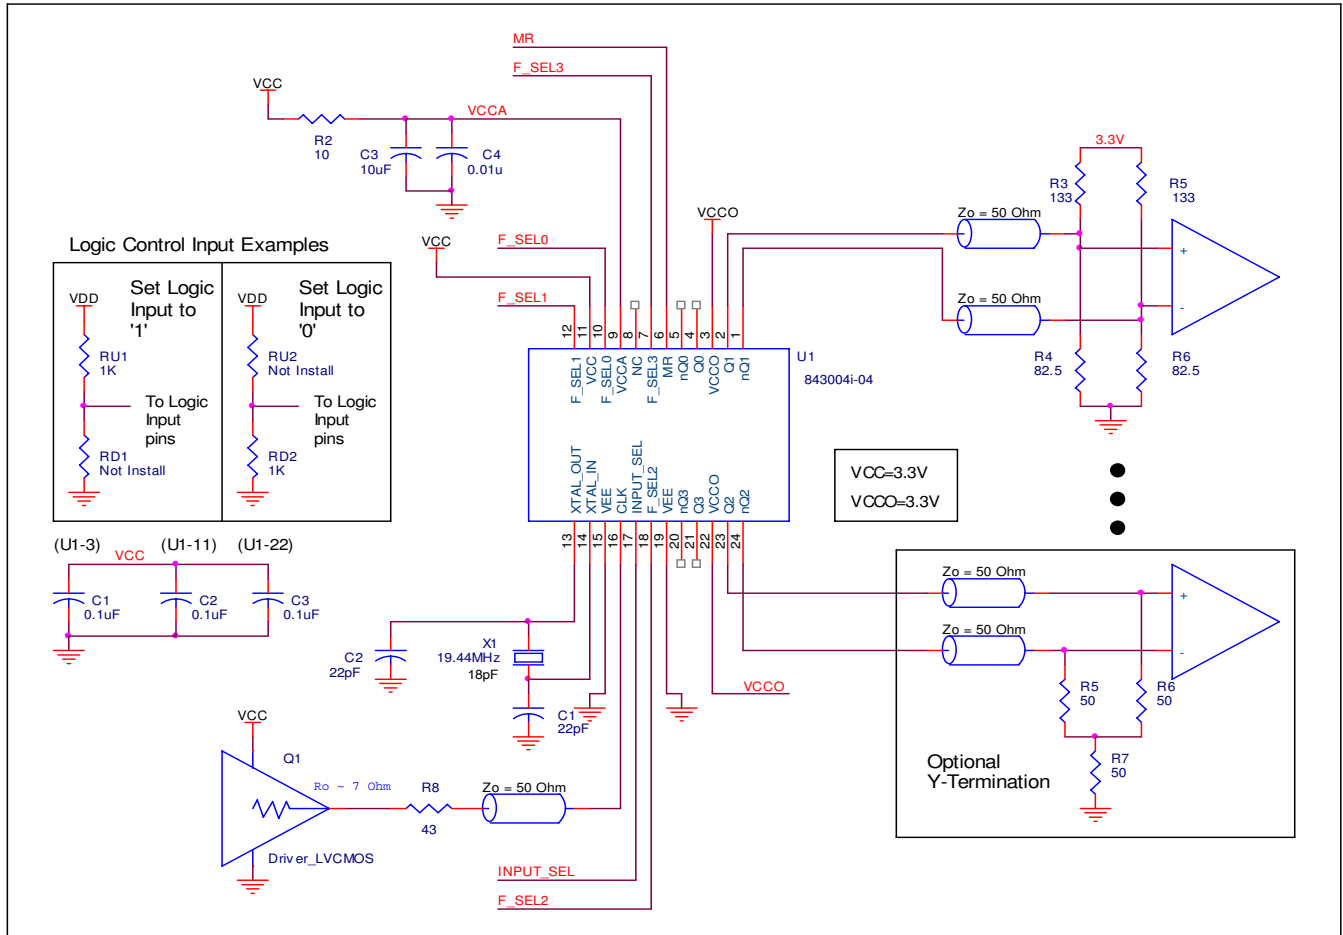 MR
F_SEL3
VCC
VCCA
R2
10
C3
10uF
C4
0.01u
3.3V
R3
133
R5
133
Zo = 50 Ohm
VCCO
+
-
Zo = 50 Ohm
R4
82.5
R6
82.5
Logic Control Input Examples
VDD
Set Logic
Input to
'1'
RU1
1K
To Logic
Input
pins
RD1
Not Install
VDD
Set Logic
Input to
'0'
RU2
Not Install
To Logic
Input
pins
RD2
1K
VCC
F_SEL0
F_SEL1
12
11
10
9
8
7
6
5
4
3
2
1
F_SEL1
VCC
F_SEL0
VCCA
NC
F_SEL3
MR
nQ0
Q0
VCCO
Q1
nQ1
U1
843004i-04
XTAL_OUT
XTAL_IN
VEE
CLK
INPUT_SEL
F_SEL2
VEE
nQ3
Q3
VCCO
Q2
nQ2
13
14
15
16
17
18
19
20
21
22
23
24
VCC=3.3V
VCCO=3.3V
(U1-3)
(U1-11)
(U1-22)
VCC
C1
0.1uF
C2
0.1uF
C3
0.1uF
C2
22pF
X1
19.44MHz
18pF
C1
22pF
VCCO
Zo = 50 Ohm
Zo = 50 Ohm
+
-
R5
50
R6
50
R7
50
Optional
Y-Termination
VCC
Q1
Ro ~ 7 Ohm
R8
43
Zo = 50 Ohm
Driver_LVCMOS
INPUT_SEL
F_SEL2